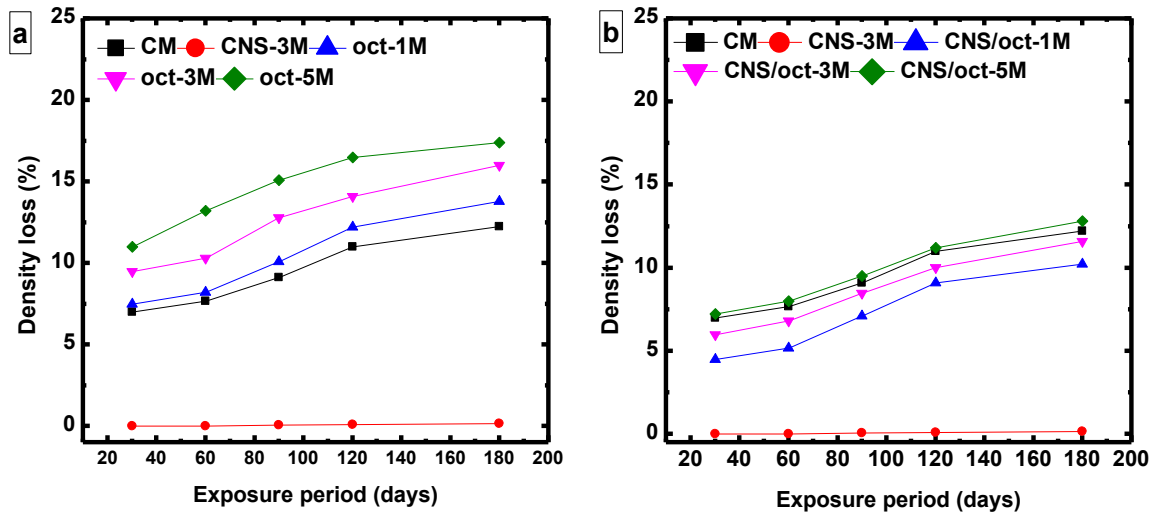 a
CM CNS-3M oct-1M
oct-3M oct-5M
Density loss (%)
25
20
15
10
5
0
20 40 60 80 100 120 140 160 180 200
Exposure period (days)
b
CM CNS-3M CNS/oct-1M
CNS/oct-3M CNS/oct-5M
Density loss (%)
25
20
15
10
5
0
20 40 60 80 100 120 140 160 180 200
Exposure period (days)